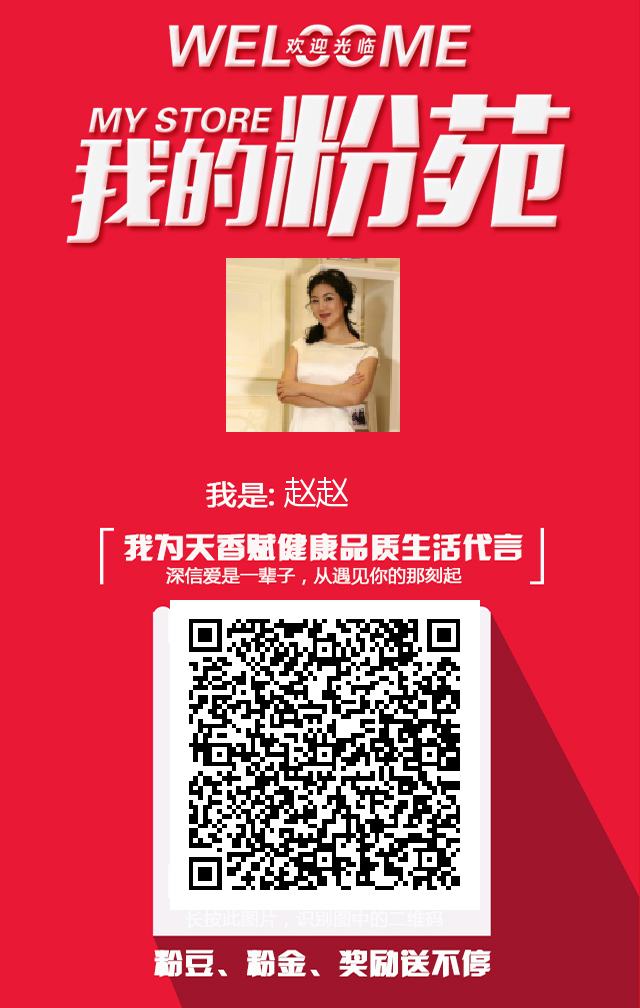 WELCOME
欢迎光临
MY STORE
我的粉苑
我是: 赵赵
我为天香赋健康品质生活代言
深信爱是一辈子，从遇见你的那刻起
长按此图片，识别图中的二维码
粉豆、粉金、奖励送不停